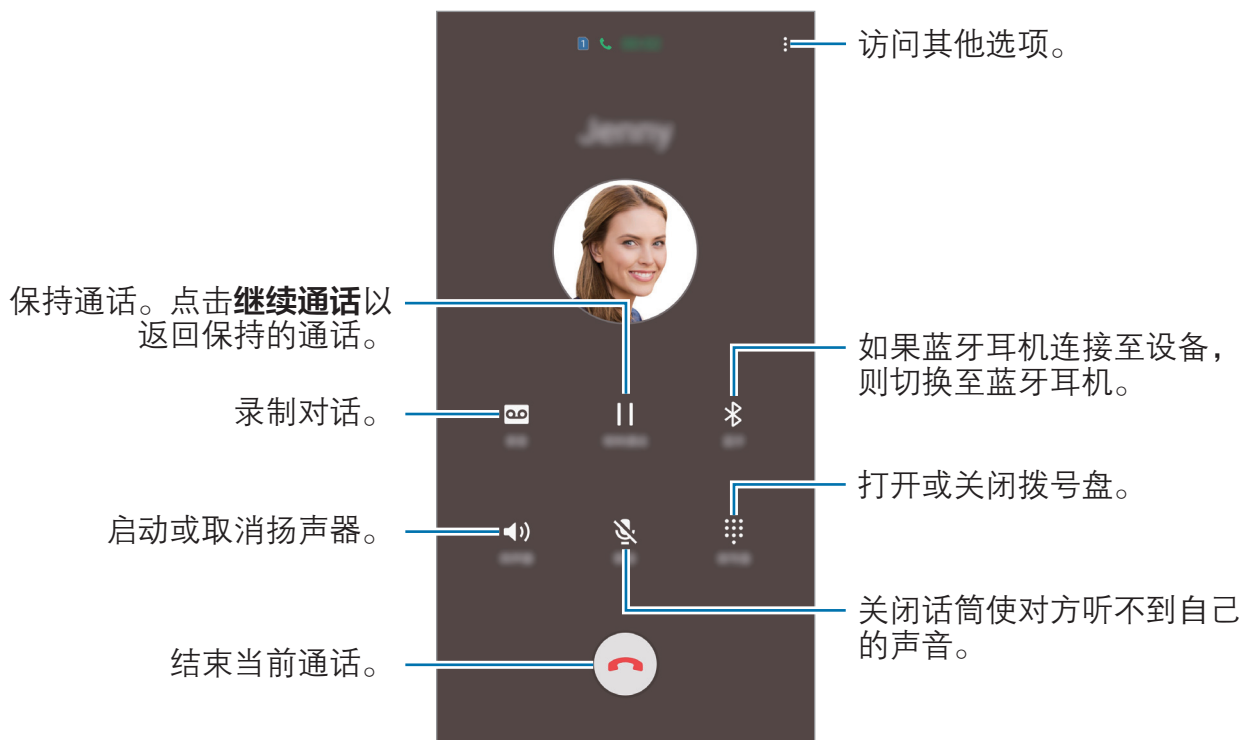 1
访问其他选项。
Jenny
保持通话。点击继续通话以
返回保持的通话。
如果蓝牙耳机连接至设备，
则切换至蓝牙耳机。
录制对话。
打开或关闭拨号盘。
启动或取消扬声器。
关闭话筒使对方听不到自己
的声音。
结束当前通话。